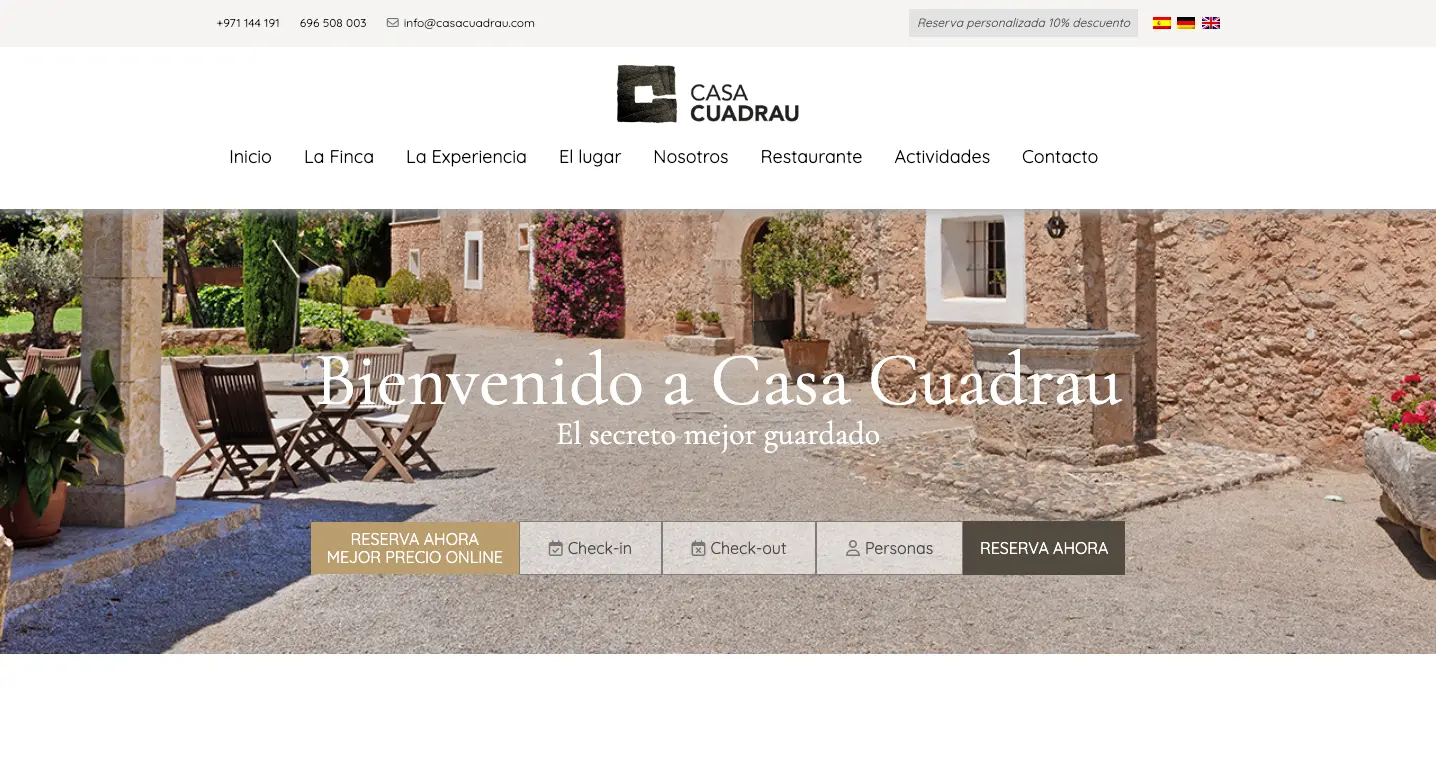 +971 144 191 696 508 003 info@casacuadrau.com Reserva personalizada 10% descuento
CASA
CUADRAU
Inicio La Finca La Experiencia El lugar Nosotros Restaurante Actividades Contacto
Bienvenido a Casa Cuadrau
El secreto mejor guardado
RESERVA AHORA
MEJOR PRECIO ONLINE
Check-in Check-out Personas RESERVA AHORA